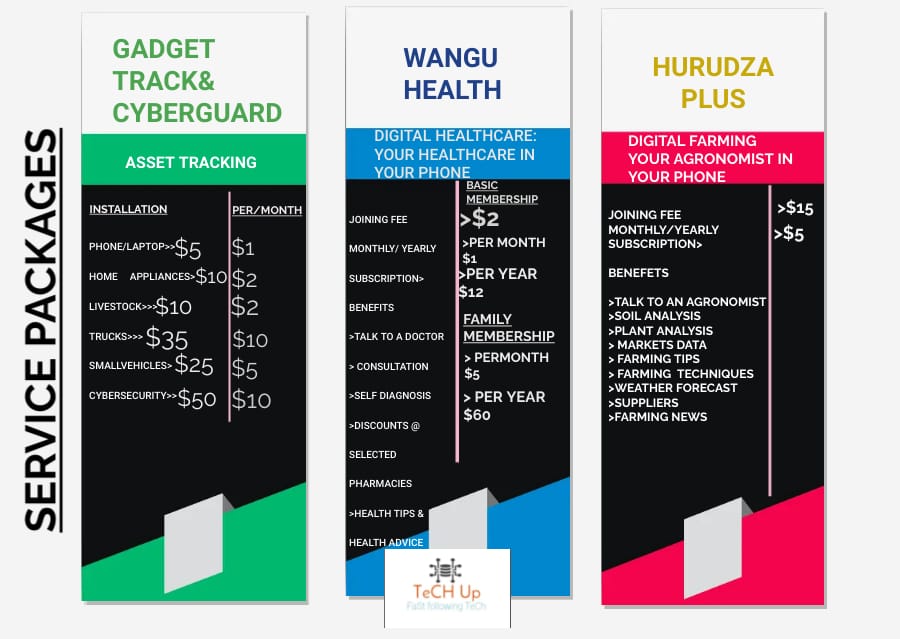 SERVICE PACKAGES
GADGET
TRACK&
CYBERGUARD
ASSET TRACKING
INSTALLATION PER/MONTH
PHONE/LAPTOP>>$5 $1
HOME APPLIANCES>$10 $2
LIVESTOCK>>>$10 $2
TRUCKS>>> $35 $10
SMALLVEHICLES> $25 $5
CYBERSECURITY>>$50 $10
WANGU
HEALTH
DIGITAL HEALTHCARE:
YOUR HEALTHCARE IN
YOUR PHONE
JOINING FEE
MONTHLY/ YEARLY
SUBSCRIPTION>
BENEFITS
>TALK TO A DOCTOR
> CONSULTATION
>SELF DIAGNOSIS
>DISCOUNTS @
SELECTED
PHARMACIES
>HEALTH TIPS &
HEALTH ADVICE
BASIC
MEMBERSHIP
>$2
>PER MONTH
$1
>PER YEAR
$12
FAMILY
MEMBERSHIP
> PERMONTH
$5
> PER YEAR
$60
HURUDZA
PLUS
DIGITAL FARMING
YOUR AGRONOMIST IN
YOUR PHONE
JOINING FEE >$15
MONTHLY/YEARLY >$5
SUBSCRIPTION>
BENEFETS
>TALK TO AN AGRONOMIST
>SOIL ANALYSIS
>PLANT ANALYSIS
> MARKETS DATA
> FARMING TIPS
> FARMING TECHNIQUES
>WEATHER FORECAST
>SUPPLIERS
>FARMING NEWS
TeCH Up
FaSt following TeCh